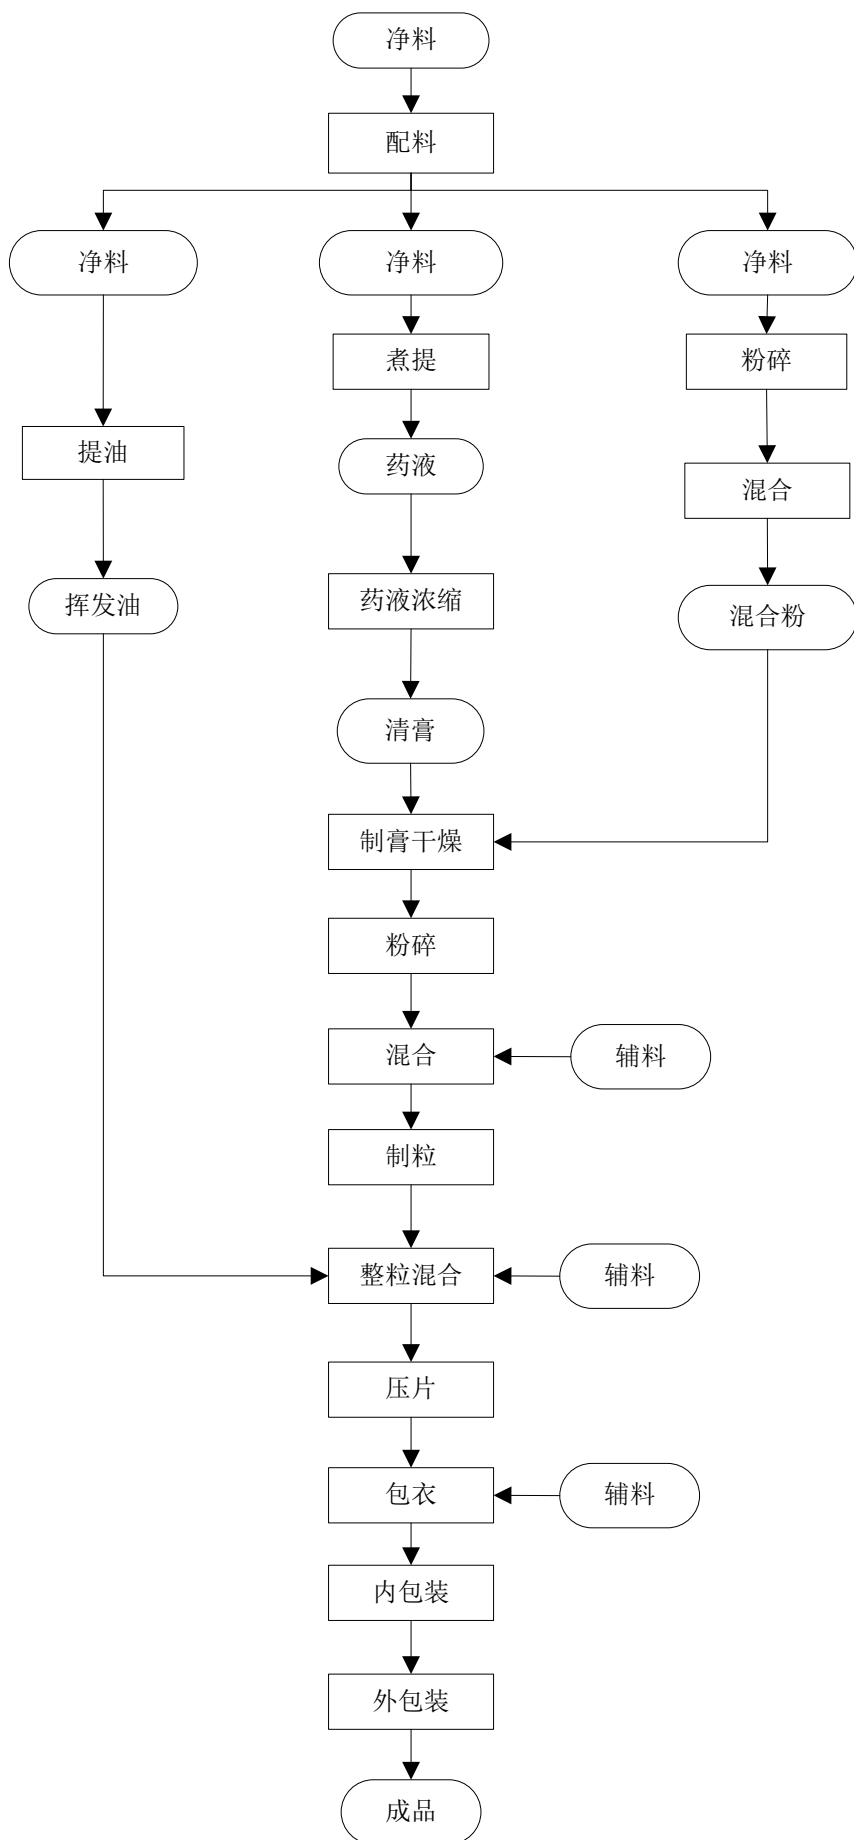 净料
配料
净料
净料
净料
煮提
粉碎
提油
药液
混合
挥发油
药液浓缩
混合粉
清膏
制膏干燥
粉碎
混合
辅料
制粒
整粒混合
辅料
压片
包衣
辅料
内包装
外包装
成品